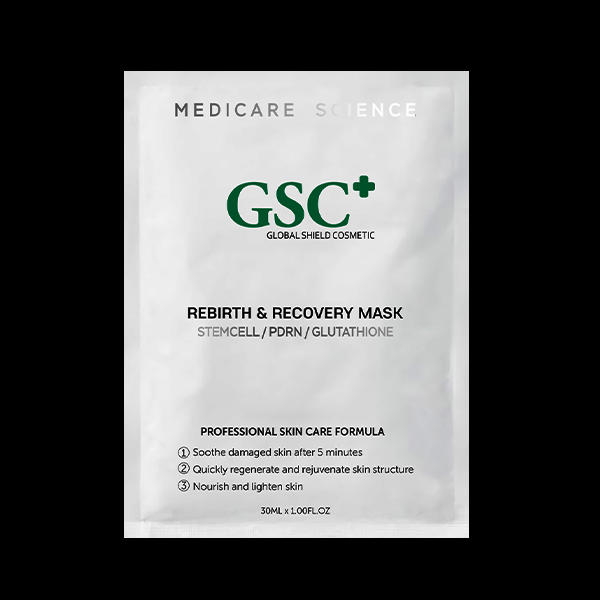 MEDICARE SCIENCE
GSC+
GLOBAL SHIELD COSMETIC
REBIRTH & RECOVERY MASK
STEMCELL / PDRN / GLUTATHIONE
PROFESSIONAL SKIN CARE FORMULA
① Soothe damaged skin after 5 minutes
② Quickly regenerate and rejuvenate skin structure
③ Nourish and lighten skin
30ML x 1.00FL.OZ